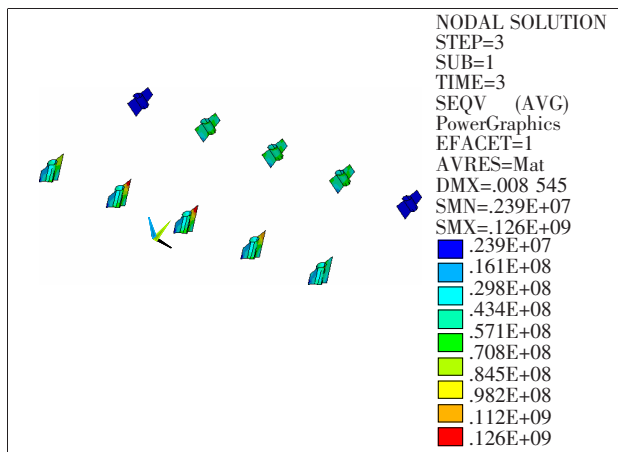 NODAL SOLUTION
STEP=3
SUB=1
TIME=3
SEQV (AVG)
PowerGraphics
EFACET=1
AVRES=Mat
DMX=.008 545
SMN=.239E+07
SMX=.126E+09
.239E+07
.161E+08
.298E+08
.434E+08
.571E+08
.708E+08
.845E+08
.982E+08
.112E+09
.126E+09